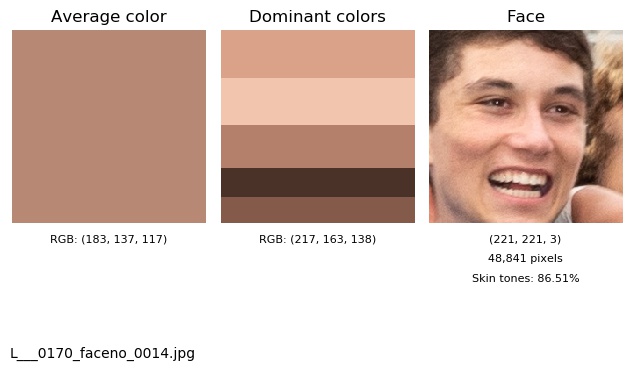 Average color
Dominant colors
Face
RGB: (183, 137, 117)
RGB: (217, 163, 138)
(221, 221, 3)
48,841 pixels
Skin tones: 86.51%
L___0170_faceno_0014.jpg